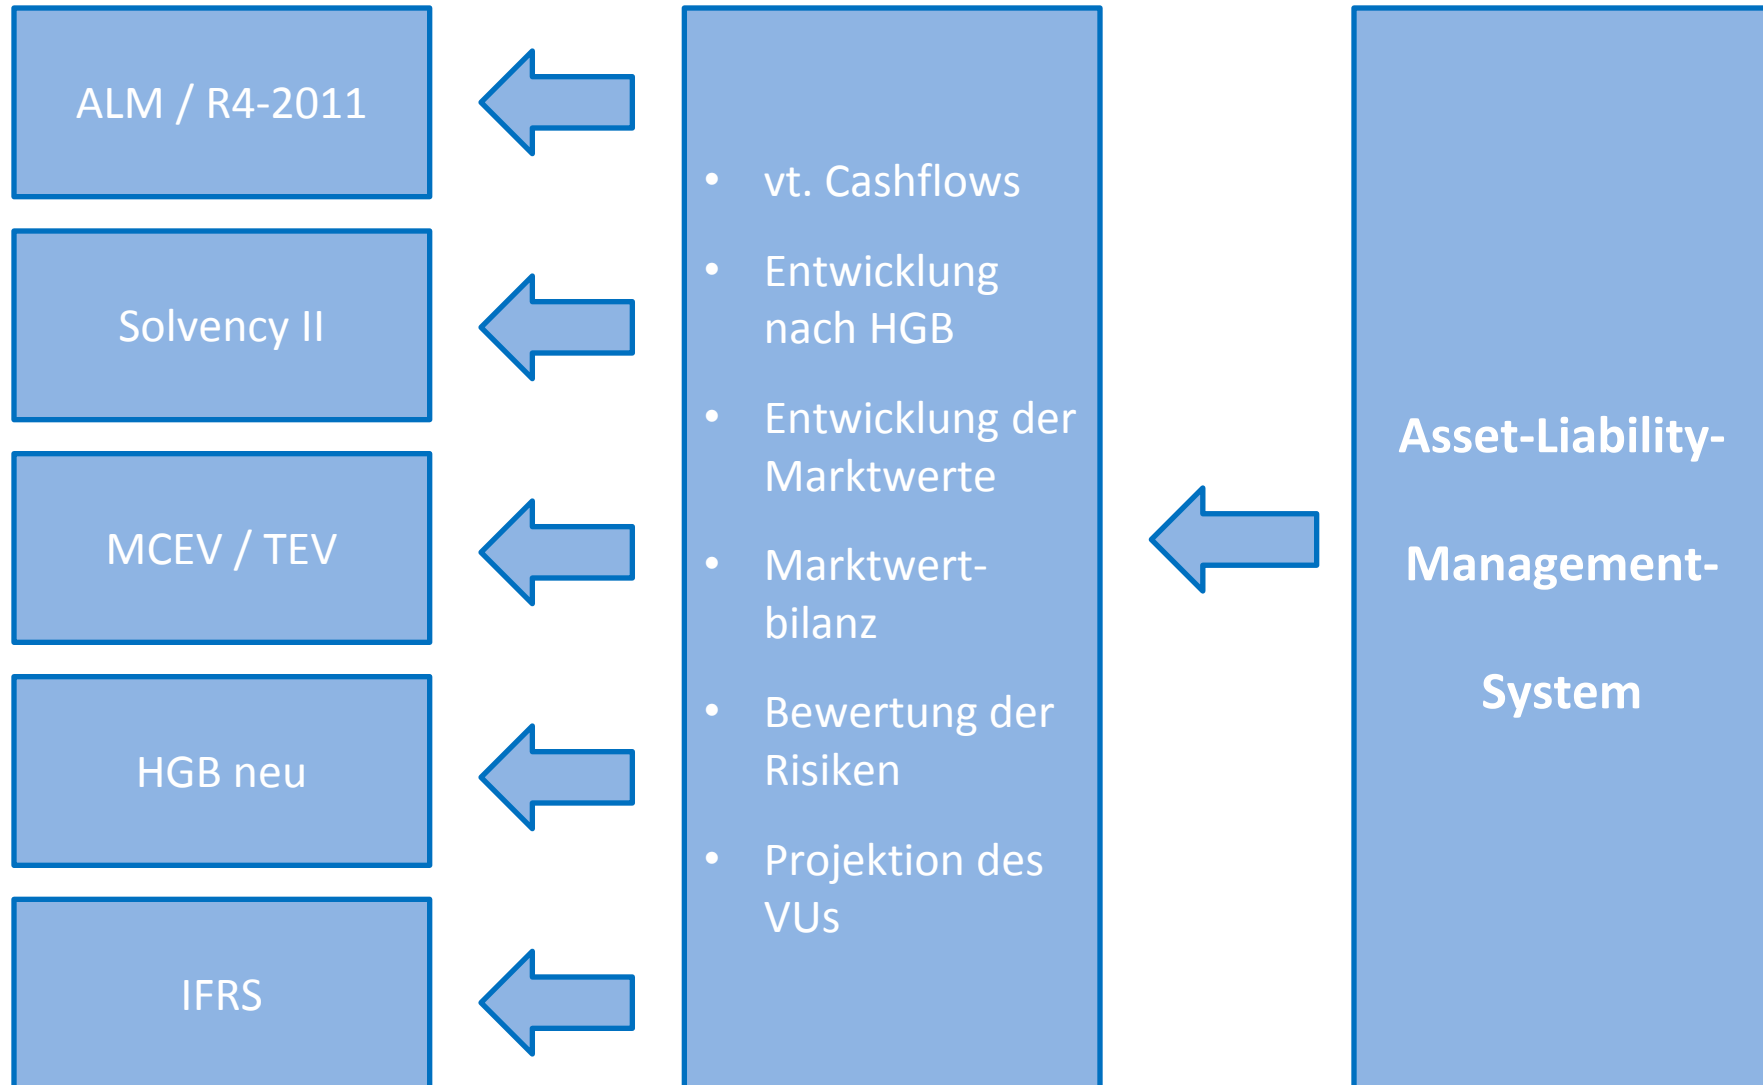 ALM / R4-2011
Solvency II
MCEV / TEV
HGB neu
IFRS
• vt. Cashflows
• Entwicklung
nach HGB
• Entwicklung der
Marktwerte
• Marktwert-
bilanz
• Bewertung der
Risiken
• Projektion des
VUs
Asset-Liability-
Management-
System